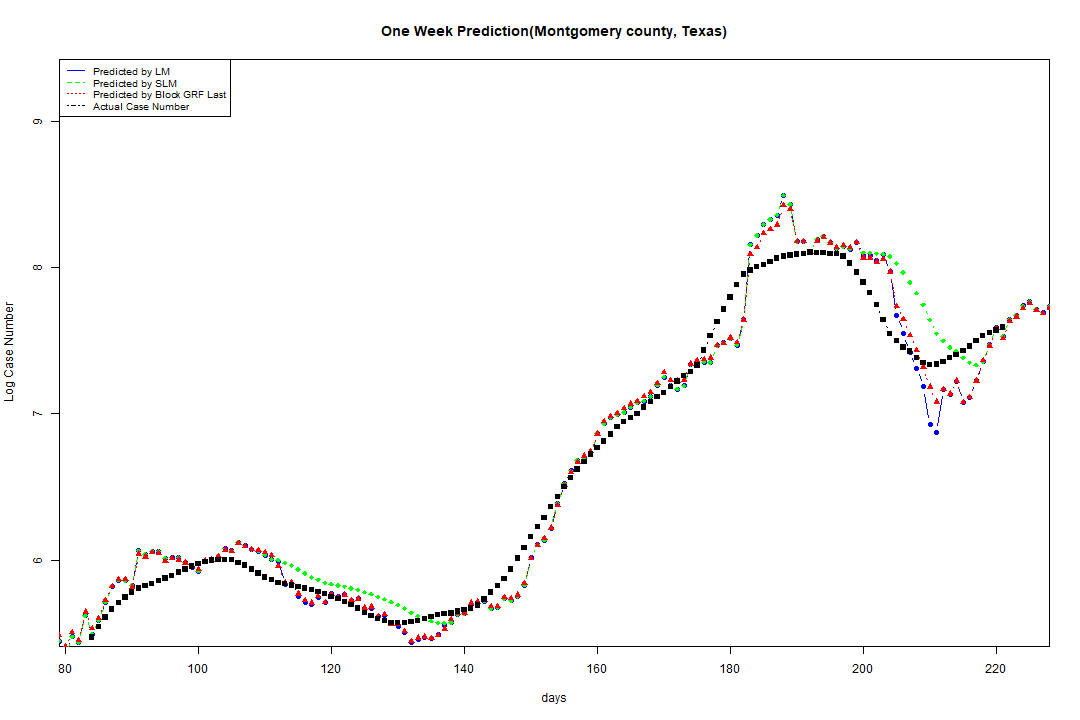 One Week Prediction(Montgomery county, Texas)
Predicted by LM
Predicted by SLM
Predicted by Block GRF Last
Actual Case Number
9
8
7
6
Log Case Number
80 100 120 140 160 180 200 220
days